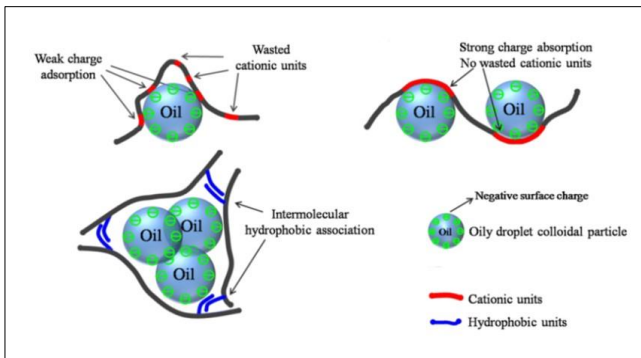 Weak charge
adsorption
Wasted
cationic units
Oil
Strong charge absorption
No wasted cationic units
Oil
Oil
Intermolecular
hydrophobic association
Oil
Oil
Oil
Negative surface charge
Oil
Oily droplet colloidal particle
Cationic units
Hydrophobic units